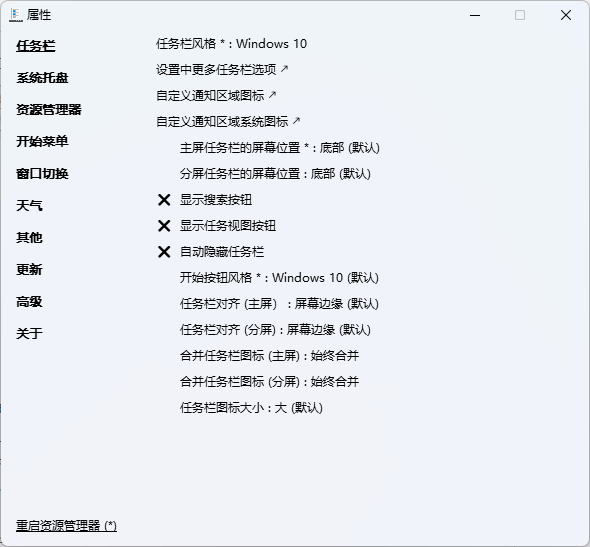 属性
任务栏
系统托盘
资源管理器
开始菜单
窗口切换
天气
其他
更新
高级
关于
任务栏风格 * : Windows 10
设置中更多任务栏选项 ↗
自定义通知区域图标 ↗
自定义通知区域系统图标 ↗
主屏任务栏的屏幕位置 * : 底部 (默认)
分屏任务栏的屏幕位置 : 底部 (默认)
显示搜索按钮
显示任务视图按钮
自动隐藏任务栏
开始按钮风格 * : Windows 10 (默认)
任务栏对齐 (主屏） : 屏幕边缘 (默认)
任务栏对齐 (分屏) : 屏幕边缘 (默认)
合并任务栏图标 (主屏) : 始终合并
合并任务栏图标 (分屏) : 始终合并
任务栏图标大小 : 大 (默认)
重启资源管理器 (*)